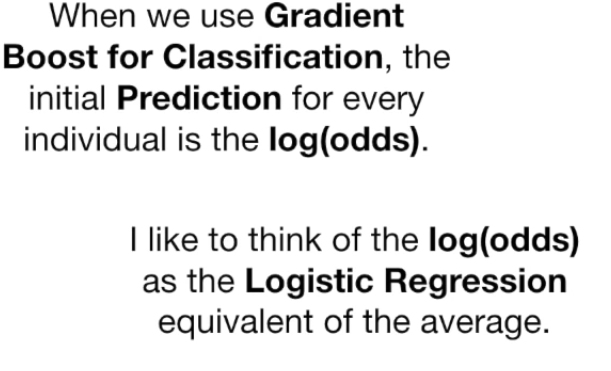 When we use Gradient
Boost for Classification, the
initial Prediction for every
individual is the log(odds).
I like to think of the log(odds)
as the Logistic Regression
equivalent of the average.